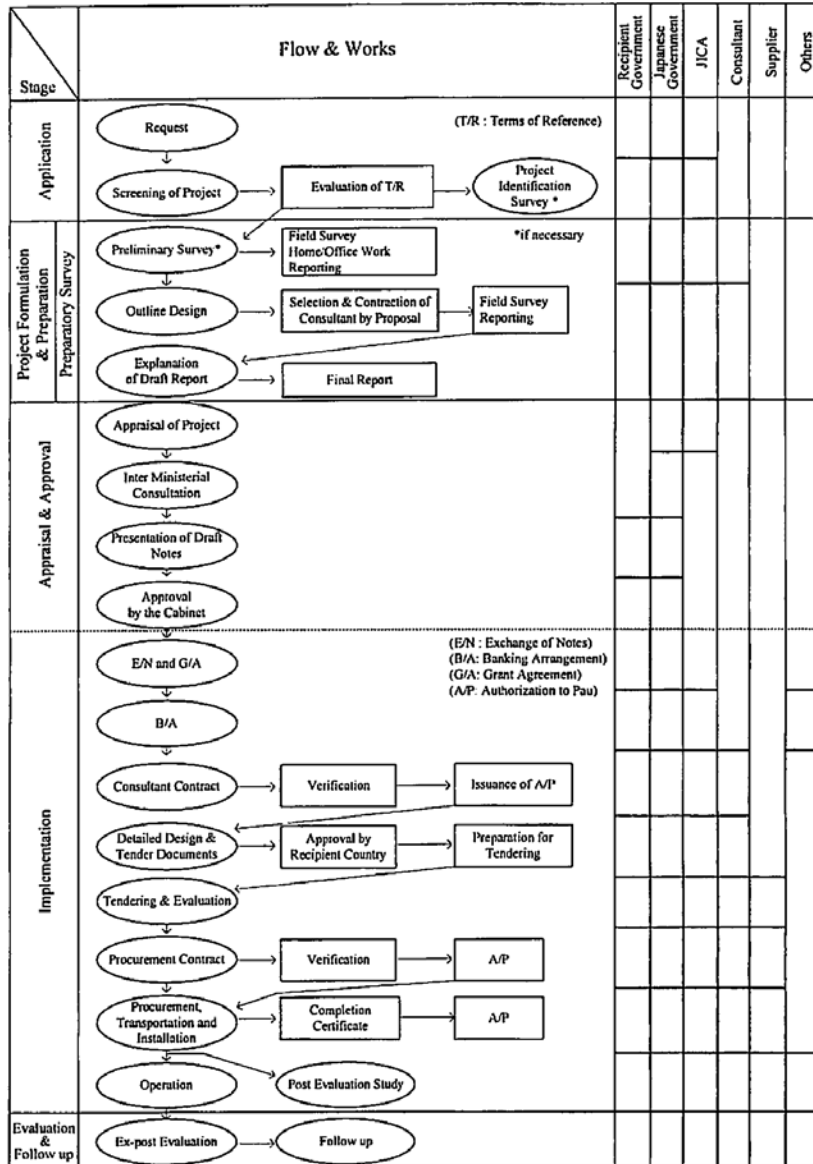 Stage
Flow & Works
Recipient
Government
Japanese
Government
JICA
Consultant
Supplier
Others
Application
Request
(T/R : Terms of Reference)
Screening of Project
Evaluation of T/R
Project
Identification
Survey *
Project Formulation
& Preparation
Preparatory Survey
Preliminary Survey*
Field Survey
Home/Office Work
Reporting
*if necessary
Outline Design
Selection & Contraction of
Consultant by Proposal
Field Survey
Reporting
Explanation
of Draft Report
Final Report
Appraisal & Approval
Appraisal of Project
Inter Ministerial
Consultation
Presentation of Draft
Notes
Approval
by the Cabinet
Implementation
E/N and G/A
(E/N : Exchange of Notes)
(B/A: Banking Arrangement)
(G/A: Grant Agreement)
(A/P: Authorization to Pau)
B/A
Consultant Contract
Verification
Issuance of A/P
Detailed Design &
Tender Documents
Approval by
Recipient Country
Preparation for
Tendering
Tendering & Evaluation
Procurement Contract
Verification
A/P
Procurement,
Transportation and
Installation
Completion
Certificate
A/P
Operation
Post Evaluation Study
Evaluation
&
Follow up
Ex-post Evaluation
Follow up